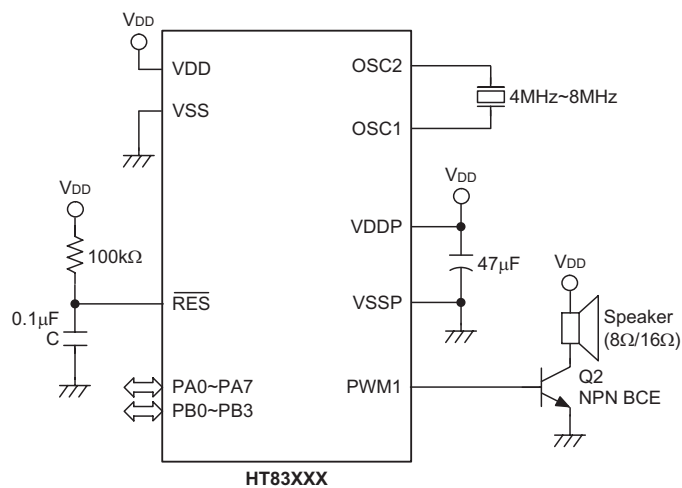 VDD
VDD
VSS
OSC2
OSC1
4MHz~8MHz
VDD
100kΩ
0.1μF
C
RES
VDD
VDDP
47μF
VSSP
VDD
Speaker
(8Ω/16Ω)
PA0~PA7
PB0~PB3
PWM1
Q2
NPN BCE
HT83XXX